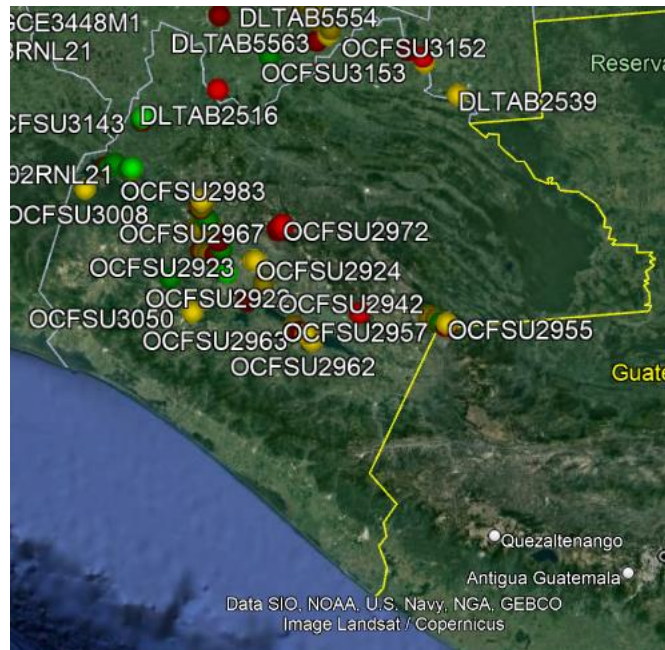 GCE3448M1
DLTAB5554
3RNL21
DLTAB5563
OCFSU3152
OCFSU3153
Reserva
DLTAB2539
DLTAB2516
CFSU3143
02RNL21
OCFSU2983
OCFSU3008
OCFSU2967
OCFSU2972
OCFSU2923
OCFSU2924
OCFSU3050
OCFSU2942
OCFSU2963
OCFSU2957
OCFSU2955
OCFSU2962
Guate
Quezaltenango
Antigua Guatemala
Data SIO, NOAA, U.S. Navy, NGA, GEBCO
Image Landsat / Copernicus